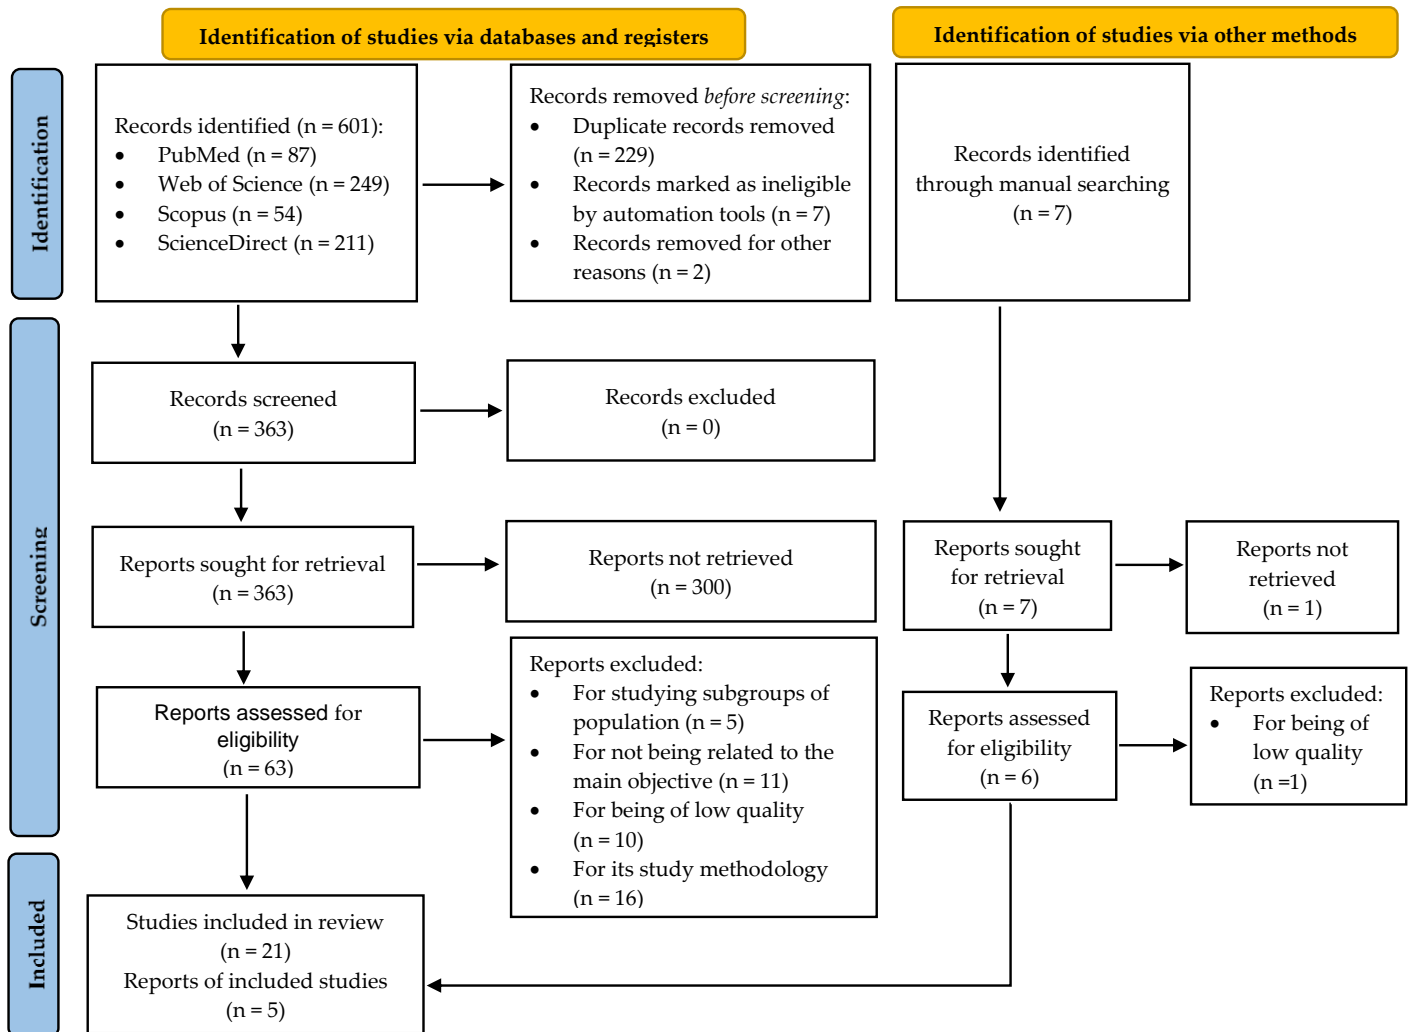 Identification of studies via databases and registers
Identification of studies via other methods
Identification
Records identified (n = 601):
• PubMed (n = 87)
• Web of Science (n = 249)
• Scopus (n = 54)
• ScienceDirect (n = 211)
Records removed before screening:
• Duplicate records removed
(n = 229)
• Records marked as ineligible
by automation tools (n = 7)
• Records removed for other
reasons (n = 2)
Records identified
through manual searching
(n = 7)
Screening
Records screened
(n = 363)
Records excluded
(n = 0)
Reports sought for retrieval
(n = 363)
Reports not retrieved
(n = 300)
Reports sought
for retrieval
(n = 7)
Reports not
retrieved
(n = 1)
Reports assessed for
eligibility
(n = 63)
Reports excluded:
• For studying subgroups of
population (n = 5)
• For not being related to the
main objective (n = 11)
• For being of low quality
(n = 10)
• For its study methodology
(n = 16)
Reports assessed
for eligibility
(n = 6)
Reports excluded:
• For being of
low quality
(n =1)
Included
Studies included in review
(n = 21)
Reports of included studies
(n = 5)